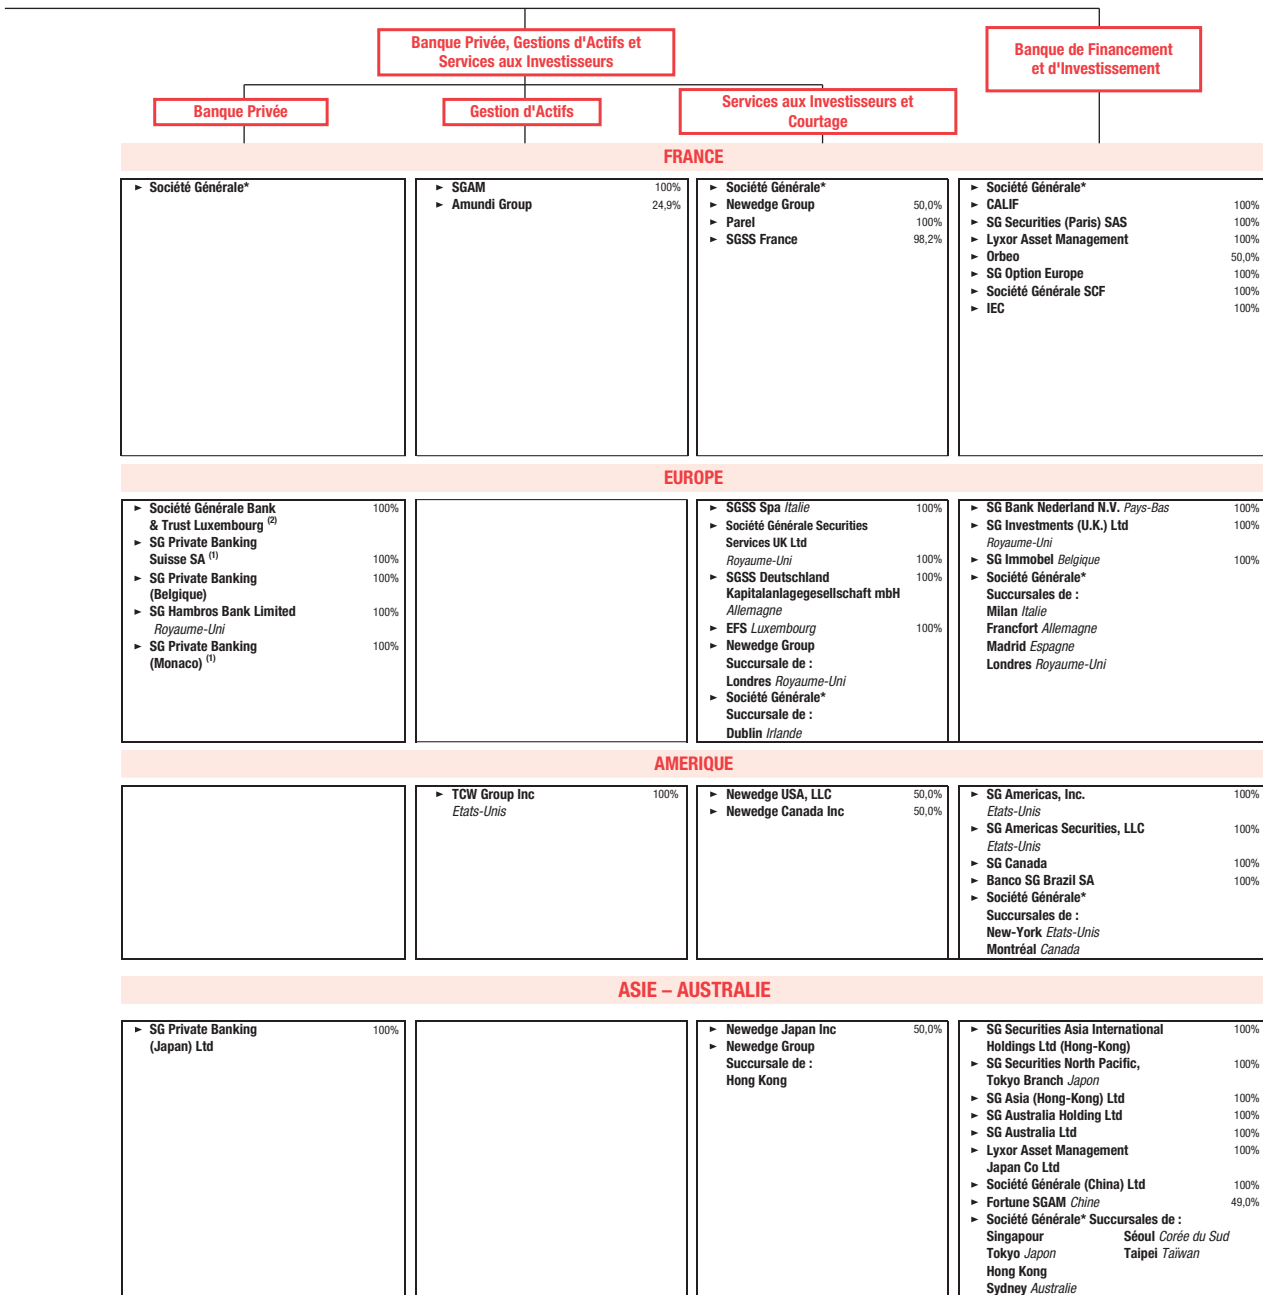 Banque Privée, Gestions d'Actifs et
Services aux Investisseurs
Banque de Financement
et d'Investissement
Banque Privée
Gestion d'Actifs
Services aux Investisseurs et
Courtage
FRANCE
► Société Générale*
► SGAM 100%
► Amundi Group 24,9%
► Société Générale*
► Newedge Group 50,0%
► Parel 100%
► SGSS France 98,2%
► Société Générale*
► CALIF 100%
► SG Securities (Paris) SAS 100%
► Lyxor Asset Management 100%
► Orbeo 50,0%
► SG Option Europe 100%
► Société Générale SCF 100%
► IEC 100%
EUROPE
► Société Générale Bank 100%
& Trust Luxembourg (2)
► SG Private Banking
Suisse SA (1) 100%
► SG Private Banking 100%
(Belgique)
► SG Hambros Bank Limited 100%
Royaume-Uni
► SG Private Banking 100%
(Monaco) (1)
► SGSS Spa Italie 100%
► Société Générale Securities
Services UK Ltd
Royaume-Uni 100%
► SGSS Deutschland 100%
Kapitalanlagegesellschaft mbH
Allemagne
► EFS Luxembourg 100%
► Newedge Group
Succursale de :
Londres Royaume-Uni
► Société Générale*
Succursale de :
Dublin Irlande
► SG Bank Nederland N.V. Pays-Bas 100%
► SG Investments (U.K.) Ltd 100%
Royaume-Uni
► SG Immobel Belgique 100%
► Société Générale*
Succursales de :
Milan Italie
Francfort Allemagne
Madrid Espagne
Londres Royaume-Uni
AMERIQUE
► TCW Group Inc 100%
Etats-Unis
► Newedge USA, LLC 50,0%
► Newedge Canada Inc 50,0%
► SG Americas, Inc. 100%
Etats-Unis
► SG Americas Securities, LLC 100%
Etats-Unis
► SG Canada 100%
► Banco SG Brazil SA 100%
► Société Générale*
Succursales de :
New-York Etats-Unis
Montréal Canada
ASIE – AUSTRALIE
► SG Private Banking 100%
(Japan) Ltd
► Newedge Japan Inc 50,0%
► Newedge Group
Succursale de :
Hong Kong
► SG Securities Asia International 100%
Holdings Ltd (Hong-Kong)
► SG Securities North Pacific, 100%
Tokyo Branch Japon
► SG Asia (Hong-Kong) Ltd 100%
► SG Australia Holding Ltd 100%
► SG Australia Ltd 100%
► Lyxor Asset Management 100%
Japan Co Ltd
► Société Générale (China) Ltd 100%
► Fortune SGAM Chine 49,0%
► Société Générale* Succursales de :
Singapour Séoul Corée du Sud
Tokyo Japon Taipei Taïwan
Hong Kong
Sydney Australie